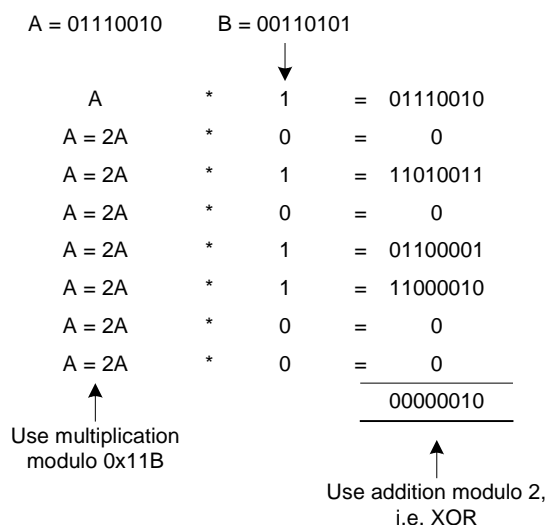 A = 01110010 B = 00110101
A * 1 = 01110010
A = 2A * 0 = 0
A = 2A * 1 = 11010011
A = 2A * 0 = 0
A = 2A * 1 = 01100001
A = 2A * 1 = 11000010
A = 2A * 0 = 0
A = 2A * 0 = 0
00000010
Use multiplication
modulo 0x11B
Use addition modulo 2,
i.e. XOR